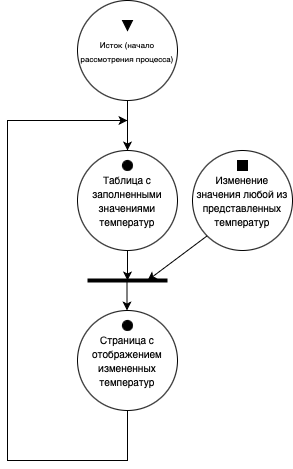 Исток (начало
рассмотрения процесса)
Таблица с
заполненными
значениями
температур
Изменение
значения любой из
представленных
температур
Страница с
отображением
измененных
температур